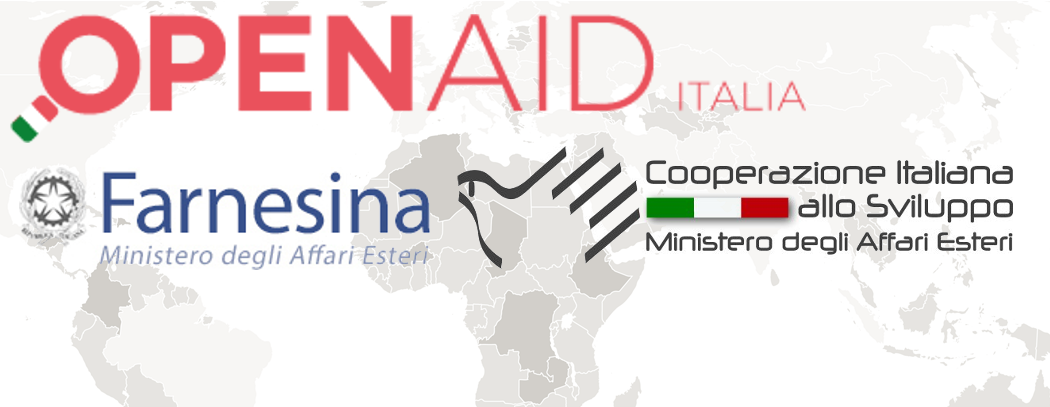 OPENAID ITALIA
Farnesina
Ministero degli Affari Esteri
Cooperazione Italiana
allo Sviluppo
Ministero degli Affari Esteri